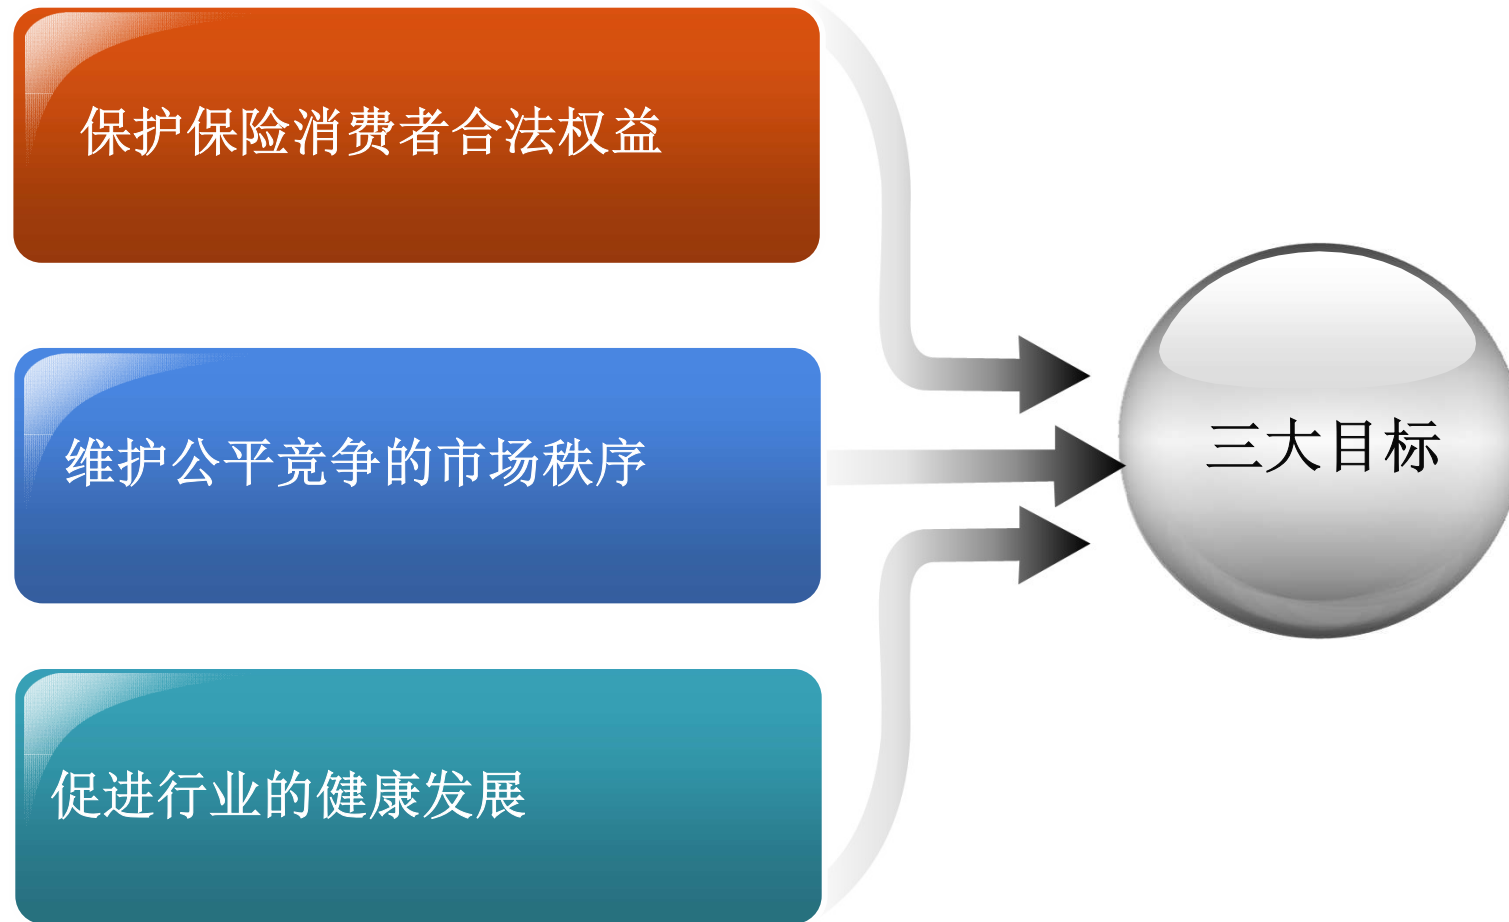 保护保险消费者合法权益
维护公平竞争的市场秩序
三大目标
促进行业的健康发展